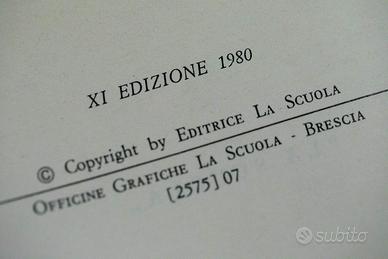 XI EDIZIONE 1980
© Copyright by EDITRICE LA SCUOLA
OFFICINE GRAFICHE LA SCUOLA - BRESCIA
[2575] 07
subito